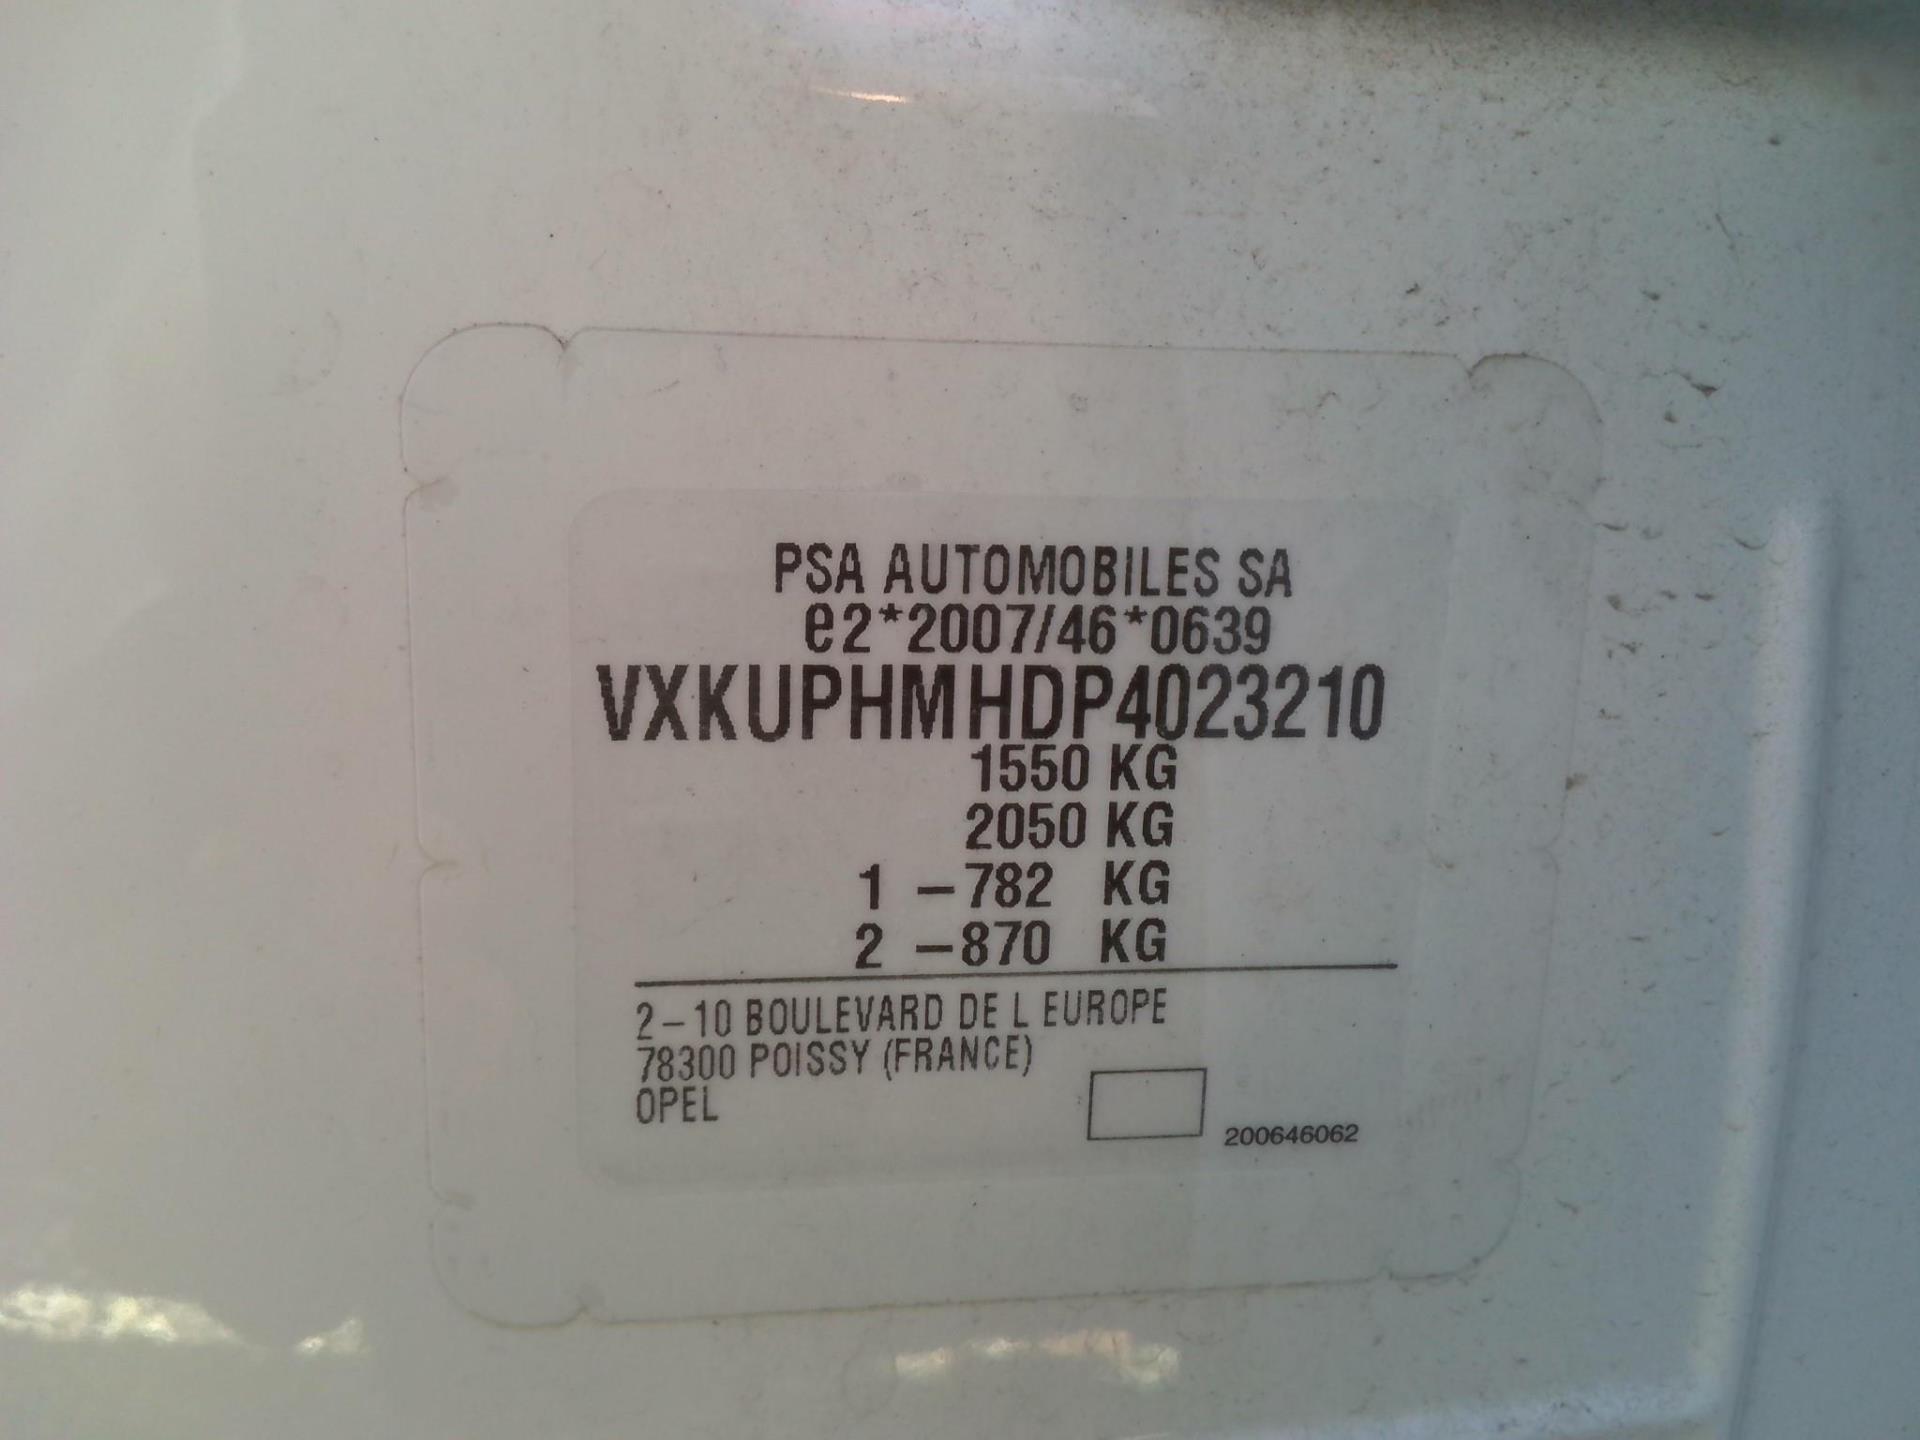 PSA AUTOMOBILES SA
e2*2007/46*0639
VXKUPHMHDP4023210
1550 KG
2050 KG
1 -782 KG
2 -870 KG
2-10 BOULEVARD DE L EUROPE
78300 POISSY (FRANCE)
OPEL
200646062